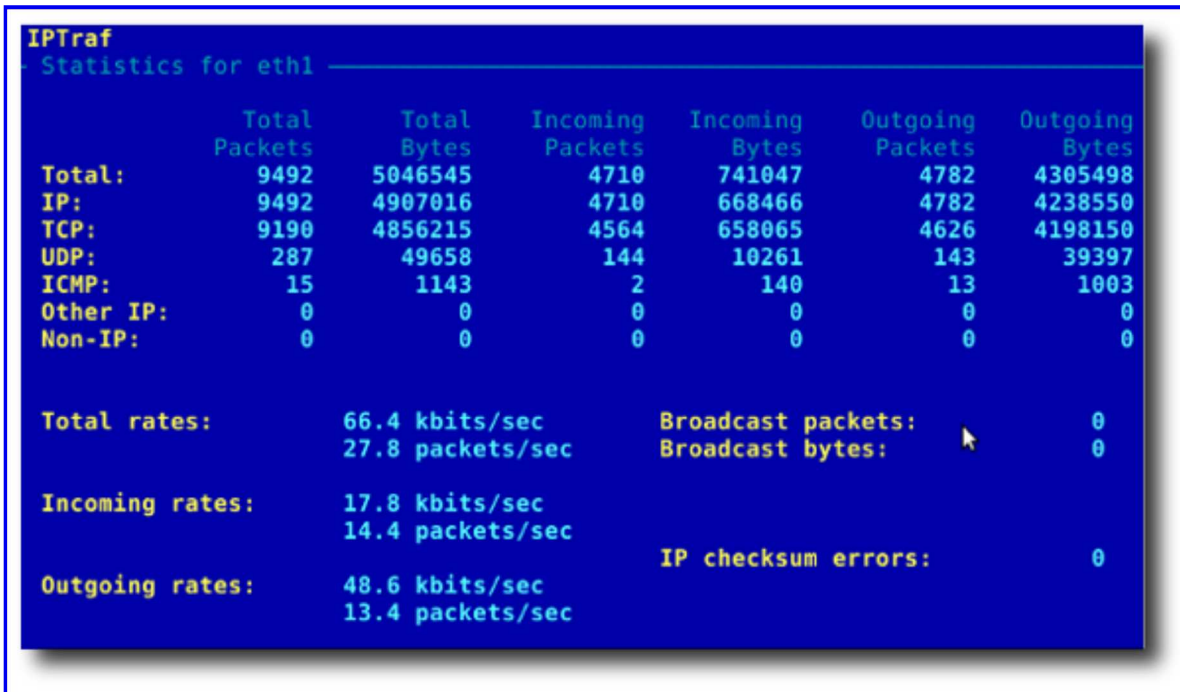 IPTraf
Statistics for eth1
Total Total Incoming Incoming Outgoing Outgoing
Packets Bytes Packets Bytes Packets Bytes
Total: 9492 5046545 4710 741047 4782 4305498
IP: 9492 4907016 4710 668466 4782 4238550
TCP: 9190 4856215 4564 658065 4626 4198150
UDP: 287 49658 144 10261 143 39397
ICMP: 15 1143 2 140 13 1003
Other IP: 0 0 0 0 0 0
Non-IP: 0 0 0 0 0 0
Total rates: 66.4 kbits/sec Broadcast packets: 0
27.8 packets/sec Broadcast bytes: 0
Incoming rates: 17.8 kbits/sec
14.4 packets/sec
IP checksum errors: 0
Outgoing rates: 48.6 kbits/sec
13.4 packets/sec